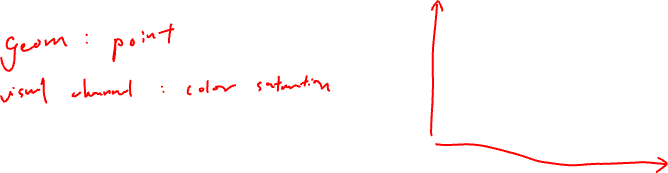 geom : point
visual channel : color saturation